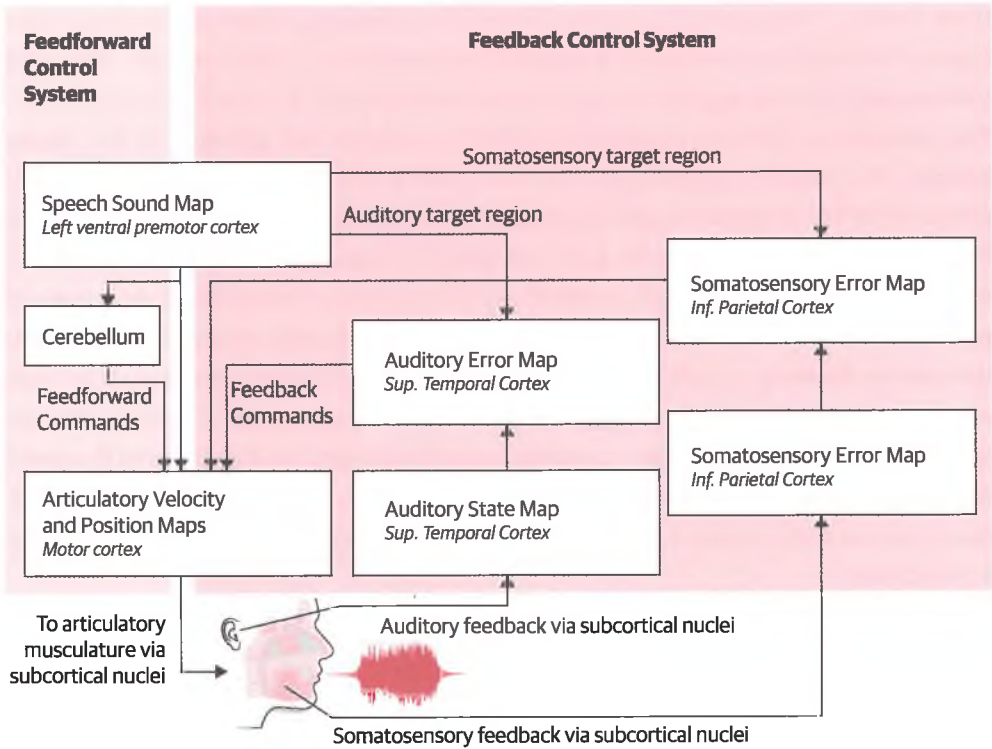 Feedforward
Control
System
Feedback Control System
Somatosensory target region
Speech Sound Map
Left ventral premotor cortex
Auditory target region
Somatosensory Error Map
Inf. Parietal Cortex
Cerebellum
Auditory Error Map
Sup. Temporal Cortex
Feedforward
Commands
Feedback
Commands
Somatosensory Error Map
Inf. Parietal Cortex
Articulatory Velocity
and Position Maps
Motor cortex
Auditory State Map
Sup. Temporal Cortex
To articulatory
musculature via
subcortical nuclei
Auditory feedback via subcortical nuclei
Somatosensory feedback via subcortical nuclei